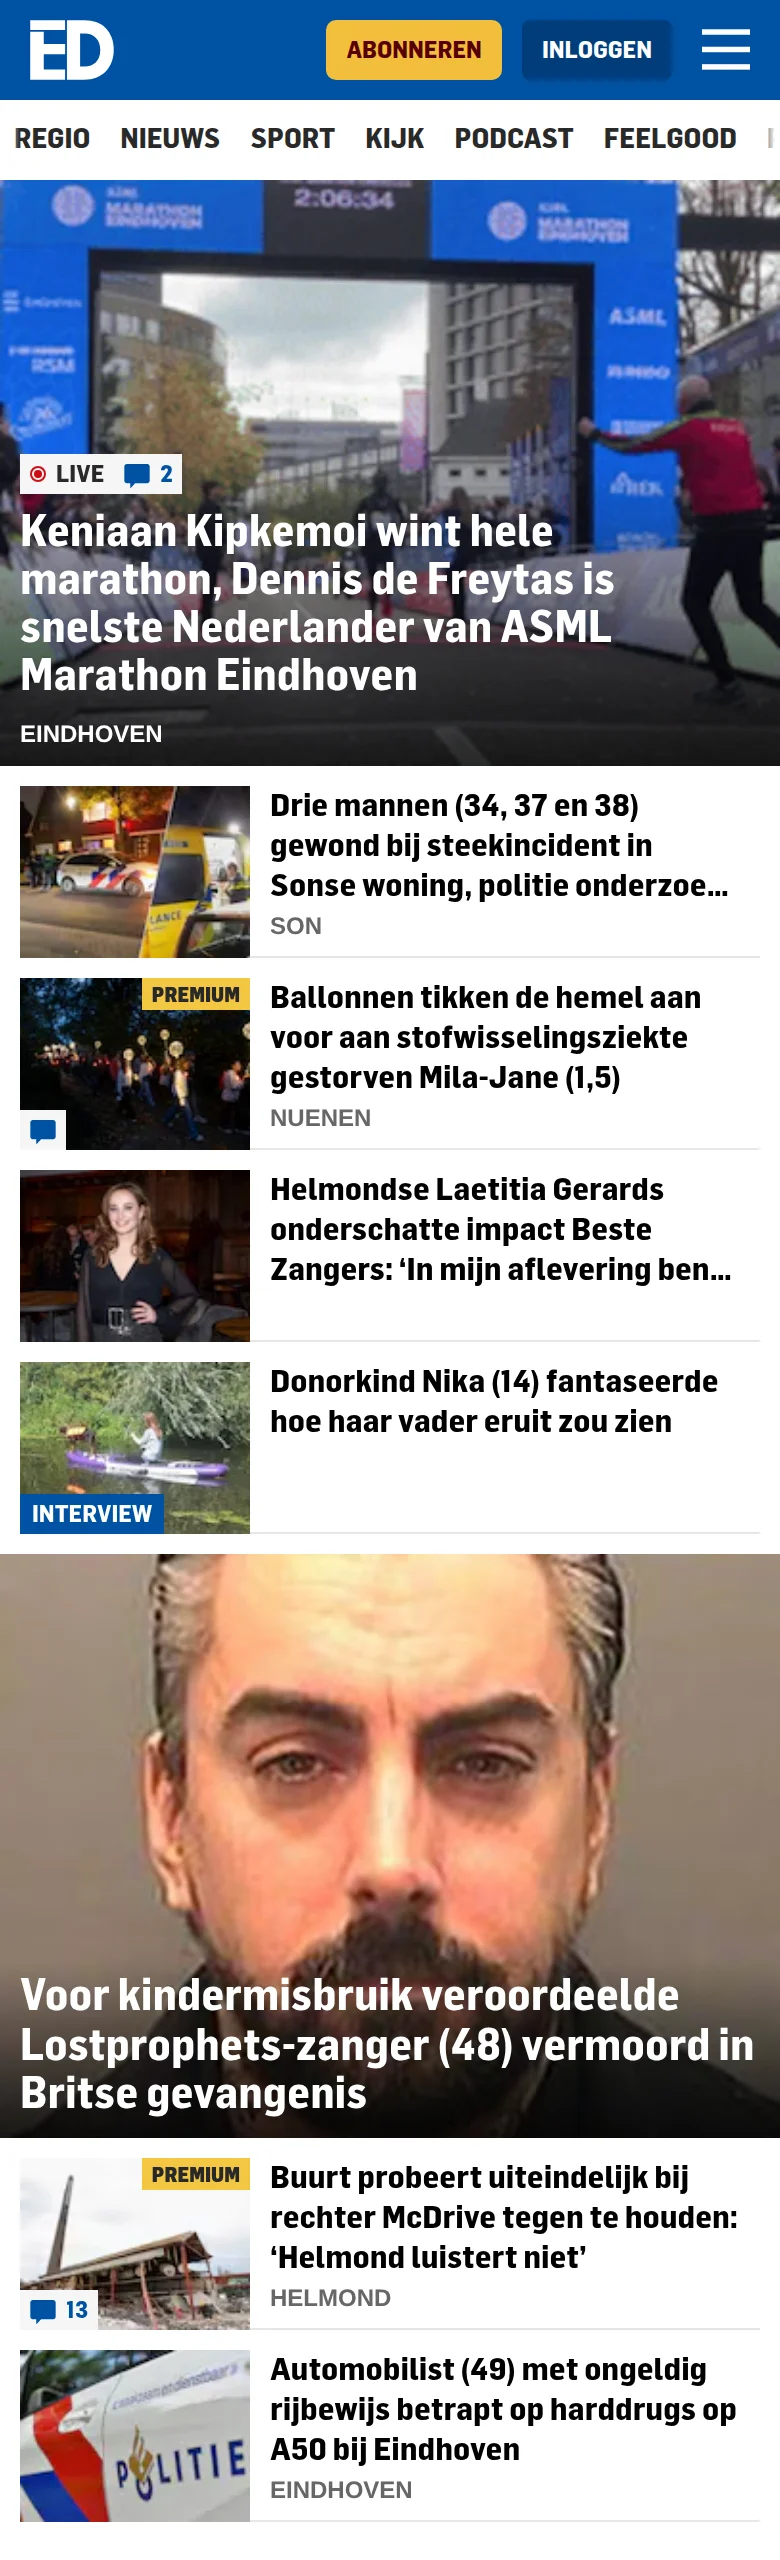 ED
ABONNEREN
INLOGGEN
REGIO NIEUWS SPORT KIJK PODCAST FEELGOOD
2:06:34
MARATHON
EINDHOVEN
MARATHON
EINDHOVEN
ASML
RSM
LIVE 2
Keniaan Kipkemoi wint hele
marathon, Dennis de Freytas is
snelste Nederlander van ASML
Marathon Eindhoven
EINDHOVEN
LANCE
Drie mannen (34, 37 en 38)
gewond bij steekincident in
Sonse woning, politie onderzoe...
SON
PREMIUM
Ballonnen tikken de hemel aan
voor aan stofwisselingsziekte
gestorven Mila-Jane (1,5)
NUENEN
Helmondse Laetitia Gerards
onderschatte impact Beste
Zangers: ‘In mijn aflevering ben...
Donorkind Nika (14) fantaseerde
hoe haar vader eruit zou zien
INTERVIEW
Voor kindermisbruik veroordeelde
Lostprophets-zanger (48) vermoord in
Britse gevangenis
PREMIUM
13
Buurt probeert uiteindelijk bij
rechter McDrive tegen te houden:
‘Helmond luistert niet’
HELMOND
POLITIE
Automobilist (49) met ongeldig
rijbewijs betrapt op harddrugs op
A50 bij Eindhoven
EINDHOVEN